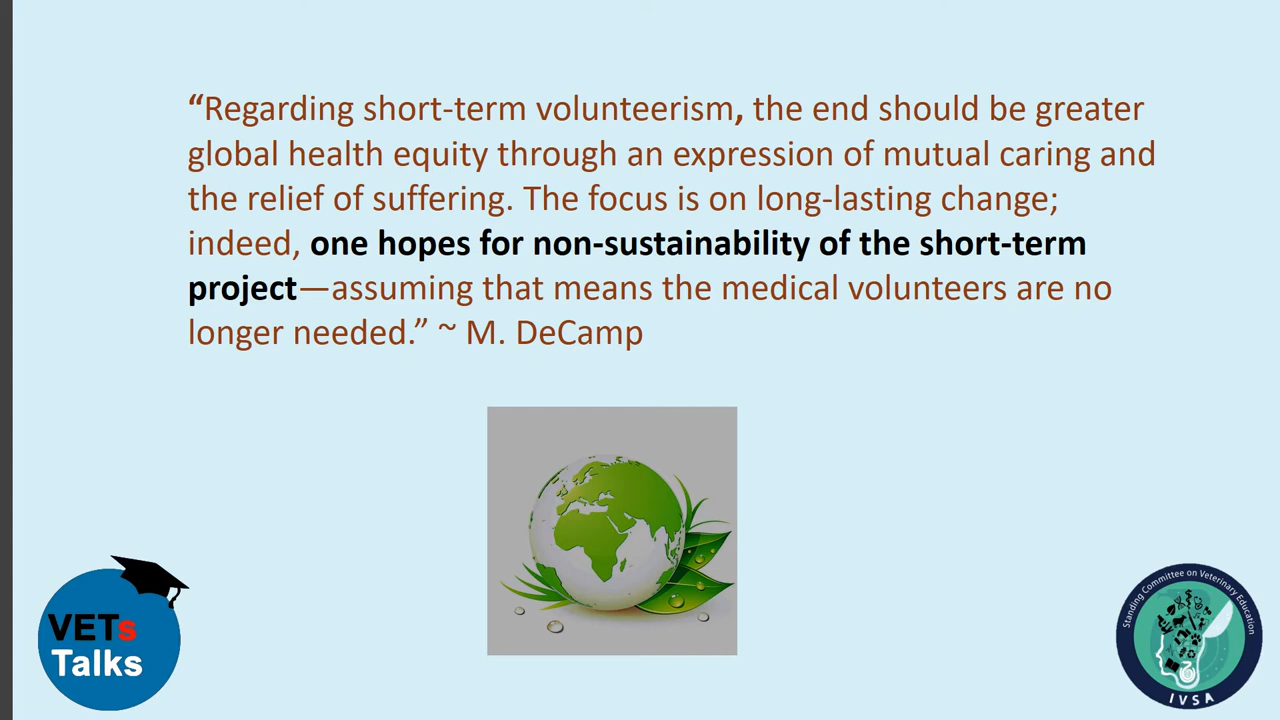 “Regarding short-term volunteerism, the end should be greater
global health equity through an expression of mutual caring and
the relief of suffering. The focus is on long-lasting change;
indeed, one hopes for non-sustainability of the short-term
project—assuming that means the medical volunteers are no
longer needed.” ~ M. DeCamp
VETs
Talks
Standing Committee on Veterinary Education
IVSA